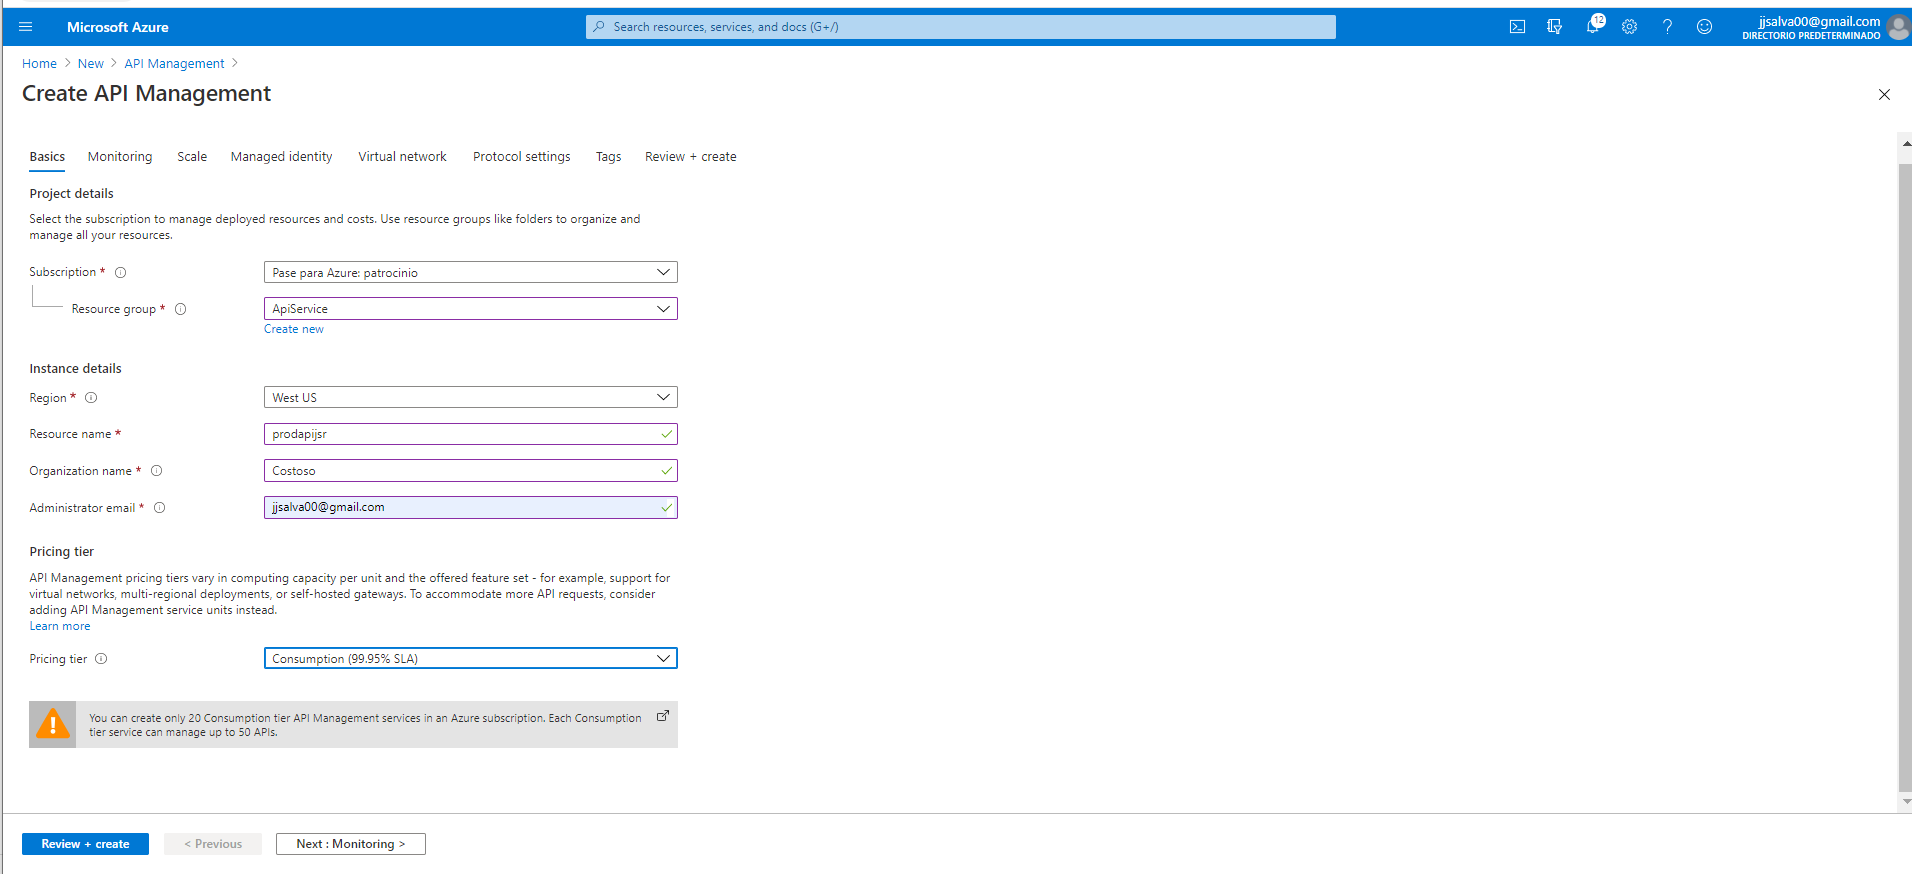 Microsoft Azure
Search resources, services, and docs (G+/)
12
jjsalva00@gmail.com
DIRECTORIO PREDETERMINADO
Home > New > API Management >
Create API Management
Basics Monitoring Scale Managed identity Virtual network Protocol settings Tags Review + create
Project details
Select the subscription to manage deployed resources and costs. Use resource groups like folders to organize and
manage all your resources.
Subscription * Pase para Azure: patrocinio
Resource group * ApiService
Create new
Instance details
Region * West US
Resource name * prodapijsr
Organization name * Costoso
Administrator email * jjsalva00@gmail.com
Pricing tier
API Management pricing tiers vary in computing capacity per unit and the offered feature set - for example, support for
virtual networks, multi-regional deployments, or self-hosted gateways. To accommodate more API requests, consider
adding API Management service units instead.
Learn more
Pricing tier Consumption (99.95% SLA)
You can create only 20 Consumption tier API Management services in an Azure subscription. Each Consumption
tier service can manage up to 50 APIs.
Review + create < Previous Next : Monitoring >